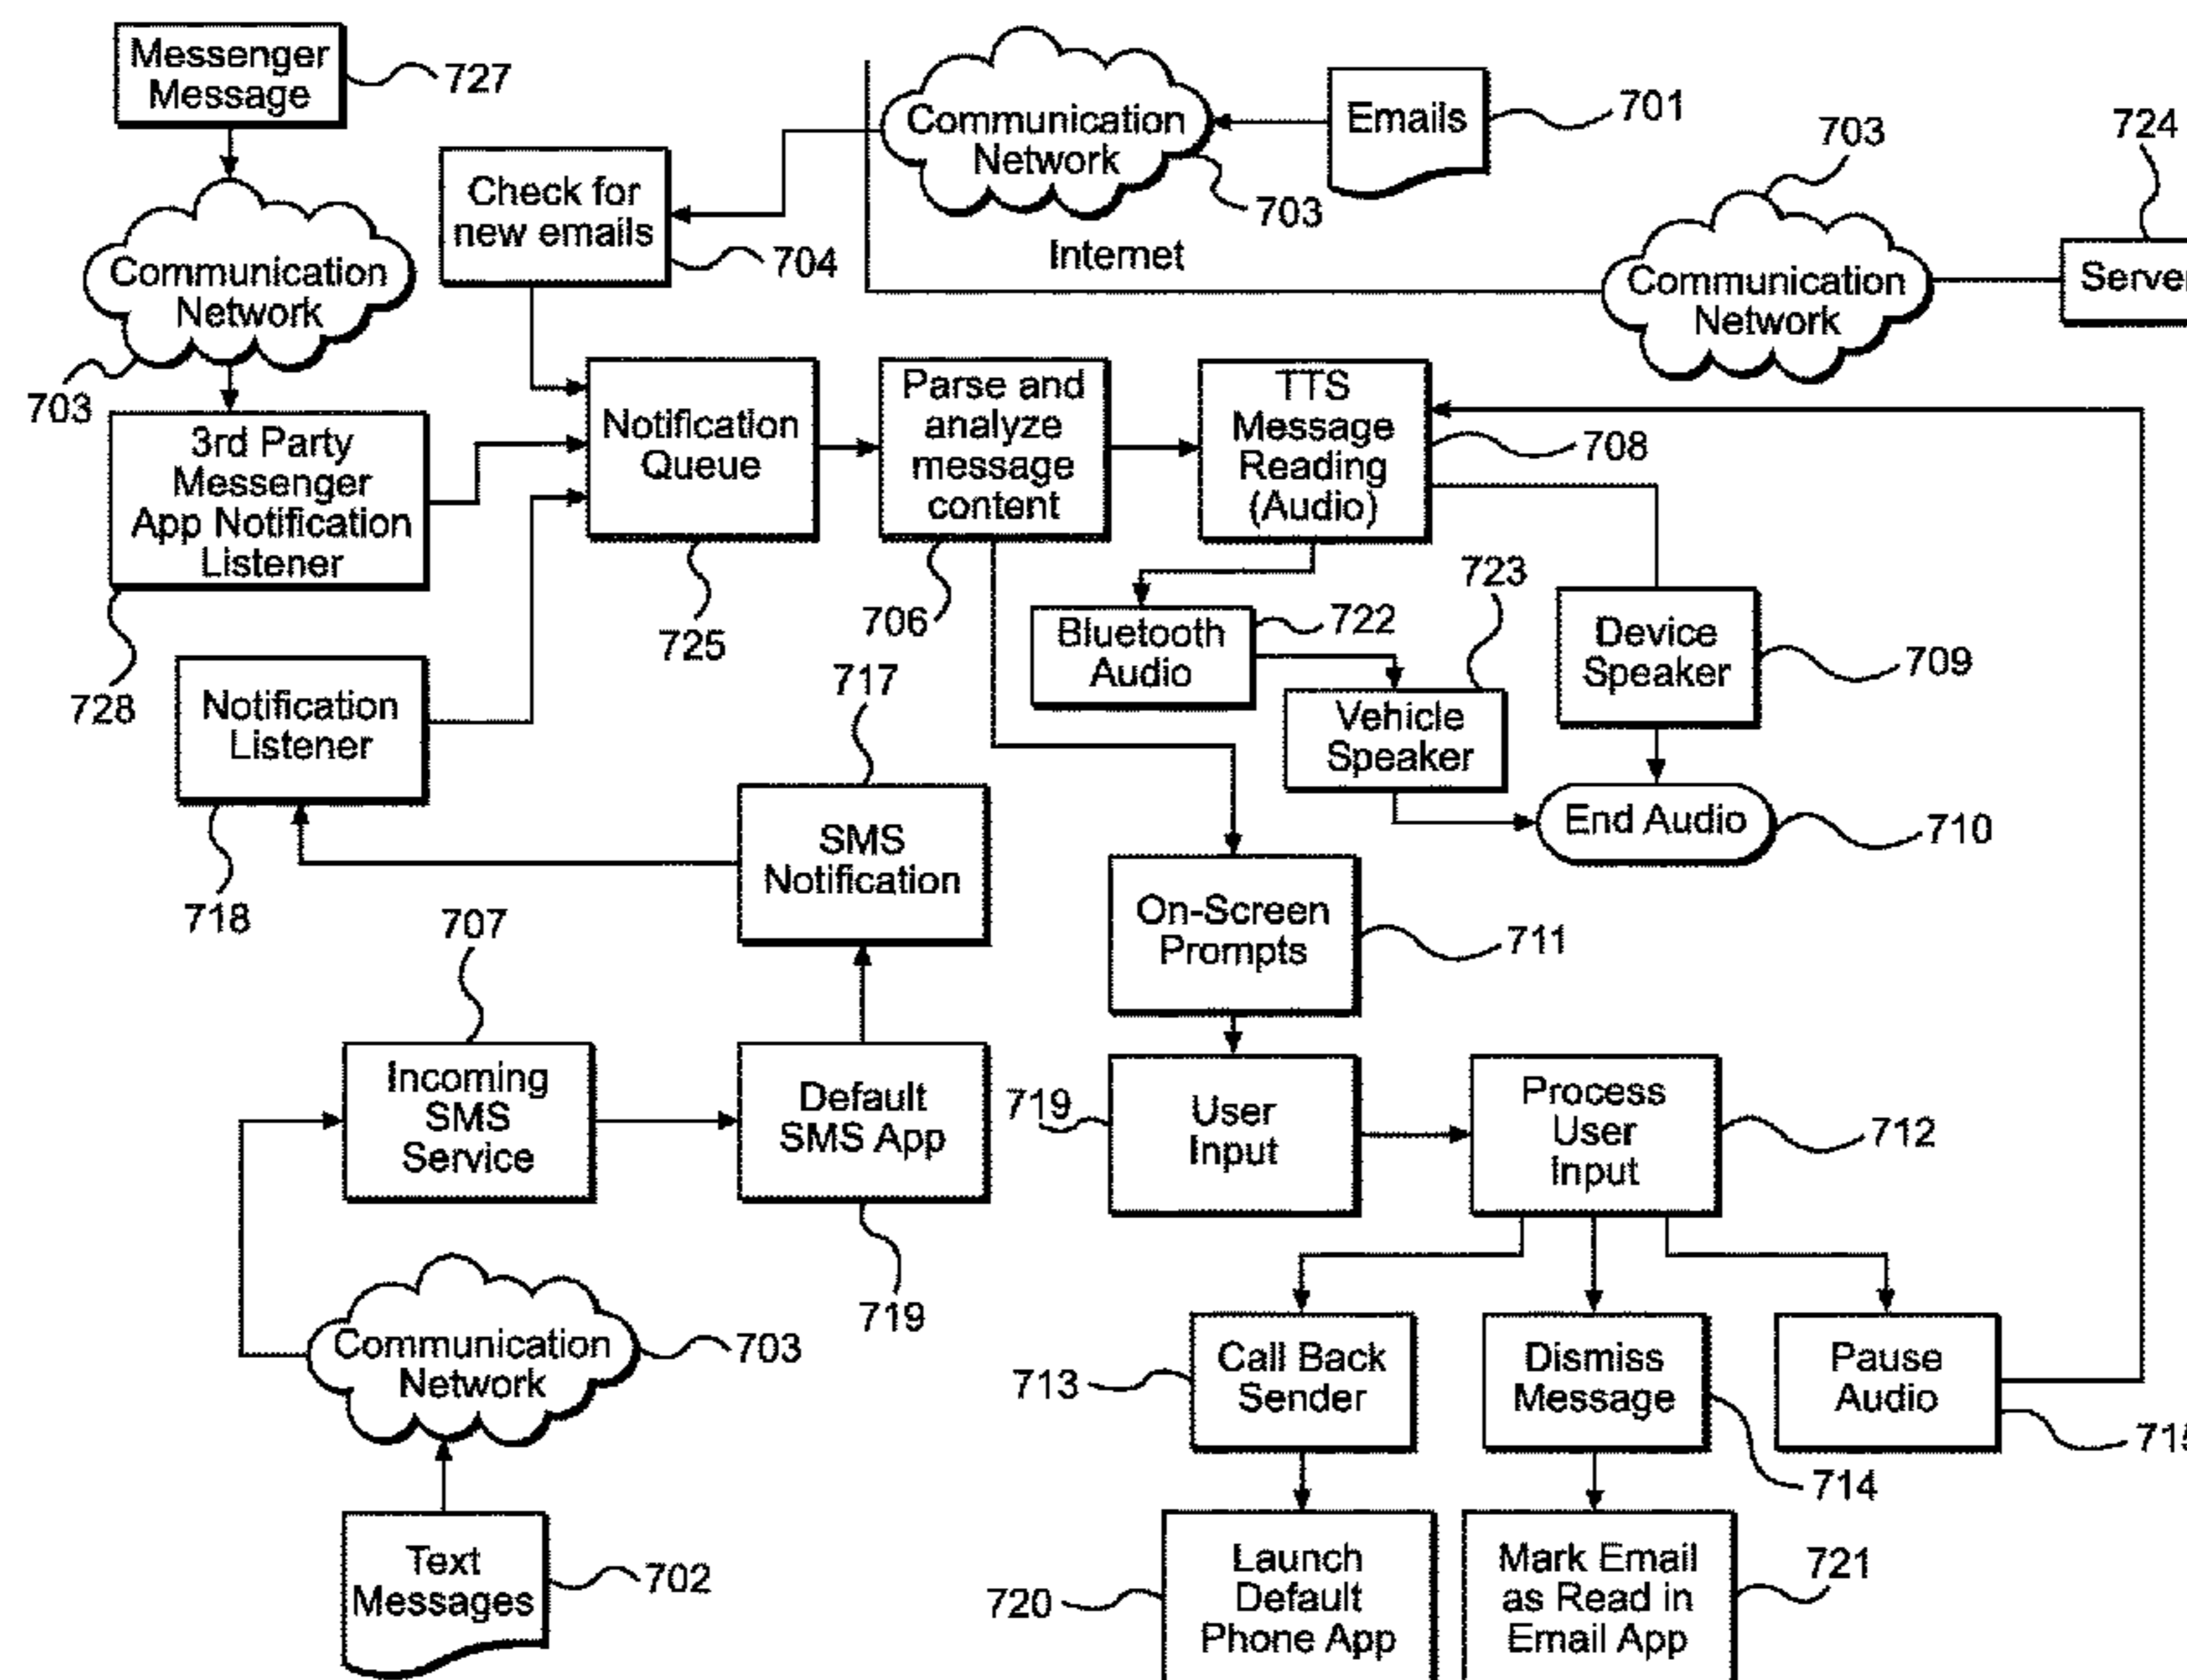 Messenger
Message
727
Communication
Network
703
Emails
701
703
724
Check for
new emails
704
Internet
Communication
Network
Server
Communication
Network
703
3rd Party
Messenger
App Notification
Listener
728
Notification
Queue
725
Parse and
analyze
message
content
706
TTS
Message
Reading
(Audio)
708
Bluetooth
Audio
722
723
Vehicle
Speaker
Device
Speaker
709
End Audio
710
Notification
Listener
718
717
SMS
Notification
On-Screen
Prompts
711
707
Incoming
SMS
Service
Default
SMS App
719
719
User
Input
Process
User
Input
712
Communication
Network
703
Text
Messages
702
713
Call Back
Sender
Dismiss
Message
714
Pause
Audio
715
720
Launch
Default
Phone App
Mark Email
as Read in
Email App
721